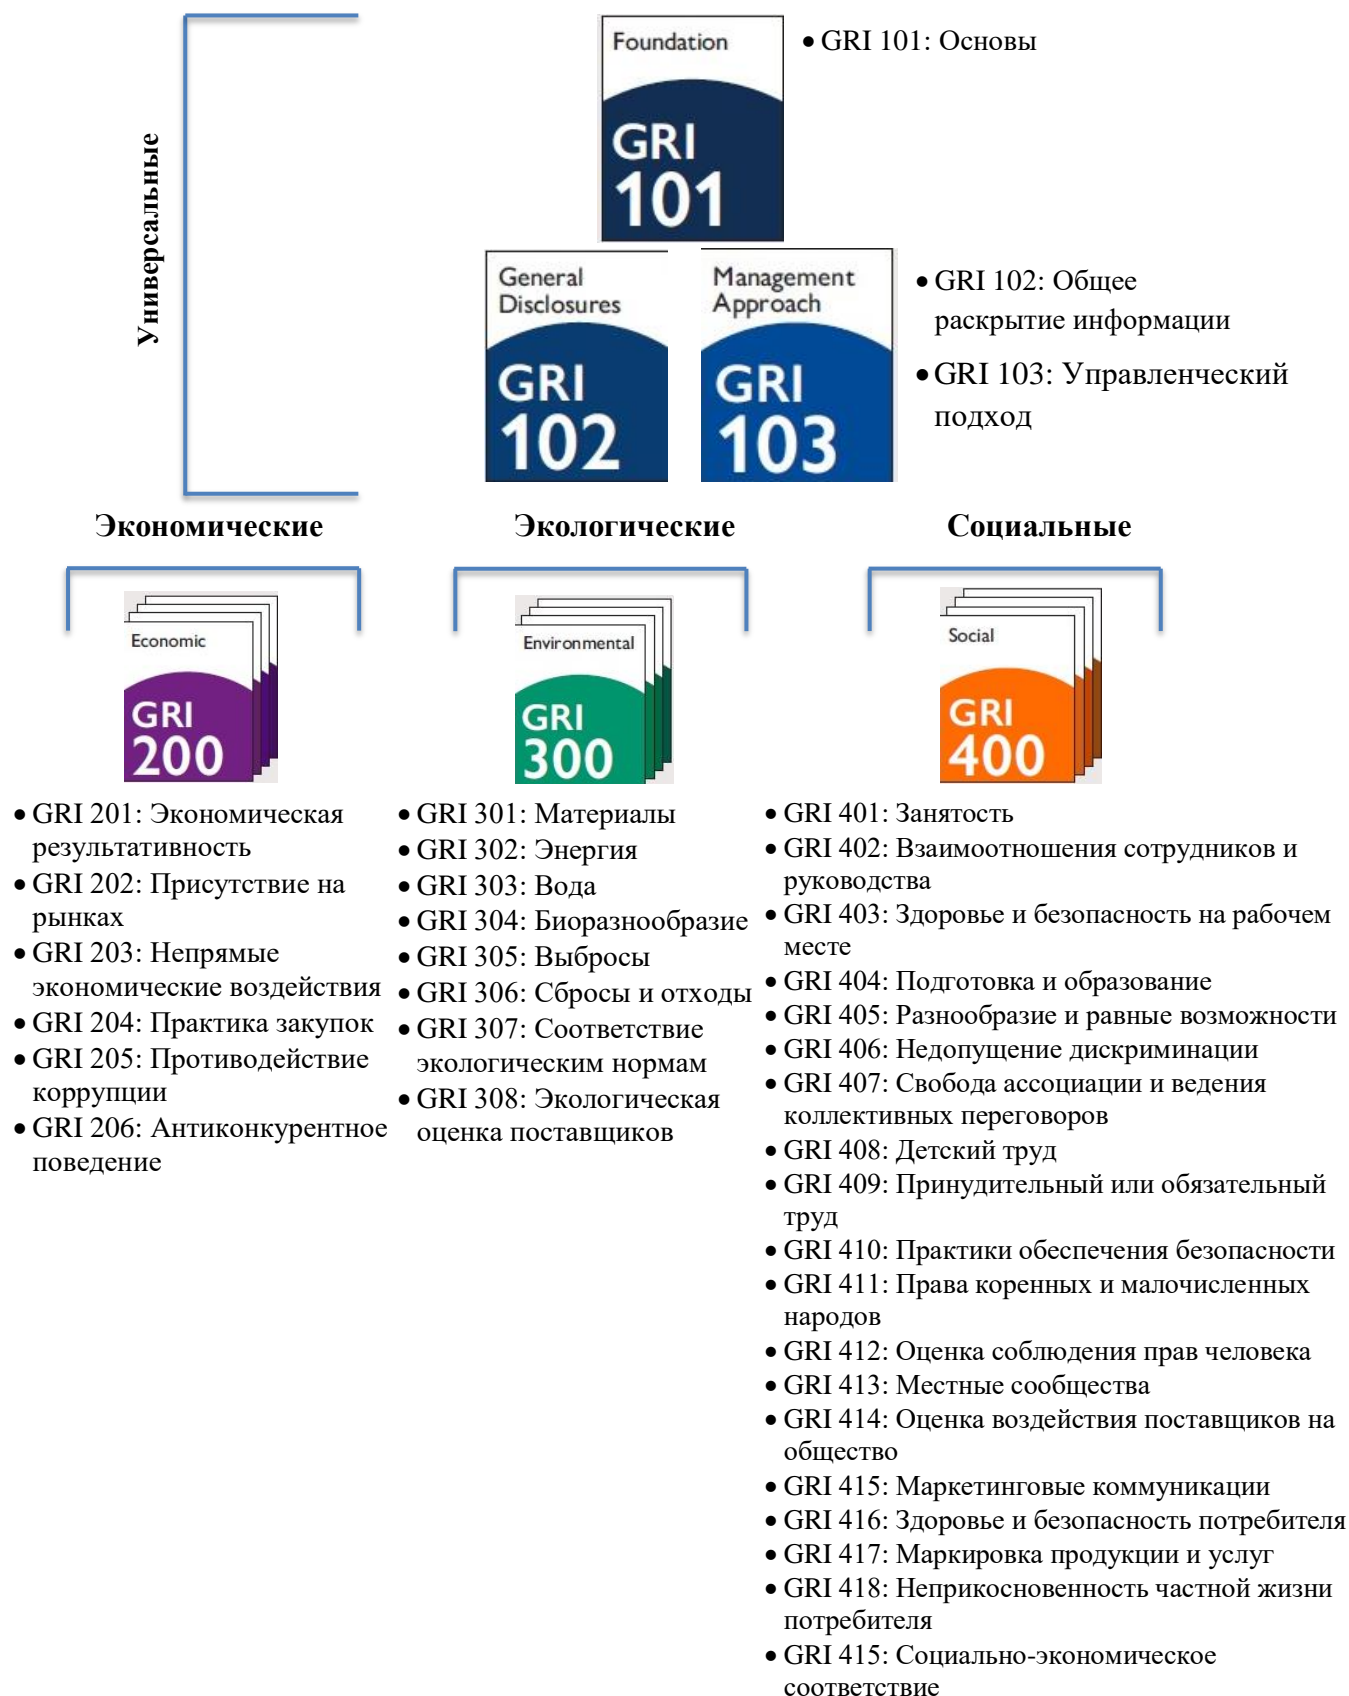 Универсальные
Foundation
GRI
101
• GRI 101: Основы
General
Disclosures
GRI
102
Management
Approach
GRI
103
• GRI 102: Общее
раскрытие информации
• GRI 103: Управленческий
подход
Экономические
Экологические
Социальные
Economic
GRI
200
Environmental
GRI
300
Social
GRI
400
• GRI 201: Экономическая
результативность
• GRI 202: Присутствие на
рынках
• GRI 203: Непрямые
экономические воздействия
• GRI 204: Практика закупок
• GRI 205: Противодействие
коррупции
• GRI 206: Антиконкурентное
поведение
• GRI 301: Материалы
• GRI 302: Энергия
• GRI 303: Вода
• GRI 304: Биоразнообразие
• GRI 305: Выбросы
• GRI 306: Сбросы и отходы
• GRI 307: Соответствие
экологическим нормам
• GRI 308: Экологическая
оценка поставщиков
• GRI 401: Занятость
• GRI 402: Взаимоотношения сотрудников и
руководства
• GRI 403: Здоровье и безопасность на рабочем
месте
• GRI 404: Подготовка и образование
• GRI 405: Разнообразие и равные возможности
• GRI 406: Недопущение дискриминации
• GRI 407: Свобода ассоциации и ведения
коллективных переговоров
• GRI 408: Детский труд
• GRI 409: Принудительный или обязательный
труд
• GRI 410: Практики обеспечения безопасности
• GRI 411: Права коренных и малочисленных
народов
• GRI 412: Оценка соблюдения прав человека
• GRI 413: Местные сообщества
• GRI 414: Оценка воздействия поставщиков на
общество
• GRI 415: Маркетинговые коммуникации
• GRI 416: Здоровье и безопасность потребителя
• GRI 417: Маркировка продукции и услуг
• GRI 418: Неприкосновенность частной жизни
потребителя
• GRI 415: Социально-экономическое
соответствие